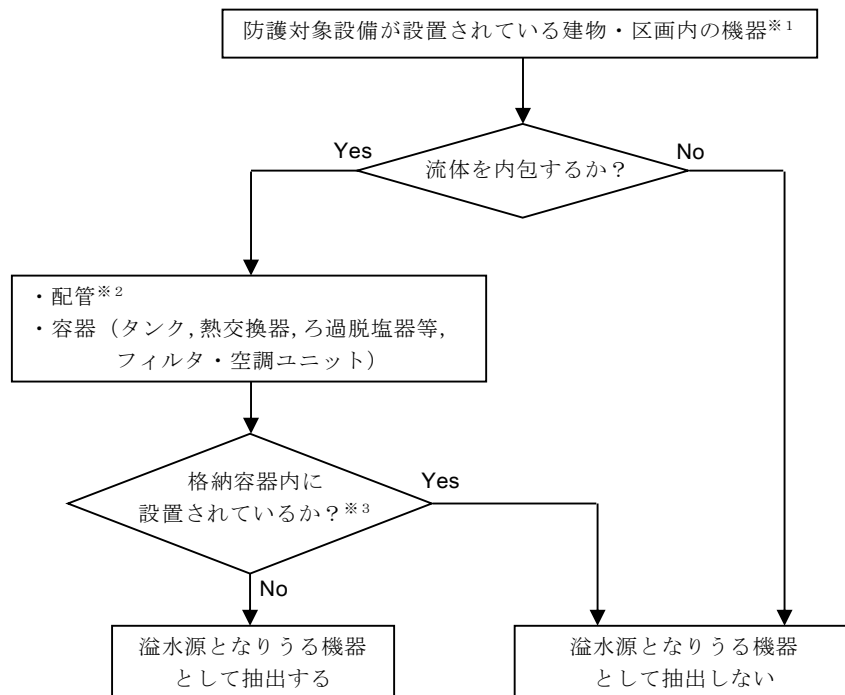 防護対象設備が設置されている建物・区画内の機器※1
Yes
No
流体を内包するか?
・配管※2
・容器(タンク,熱交換器,ろ過脱塩器等,
フィルタ・空調ユニット)
格納容器内に
設置されているか?※3
Yes
No
溢水源となりうる機器
として抽出する
溢水源となりうる機器
として抽出しない